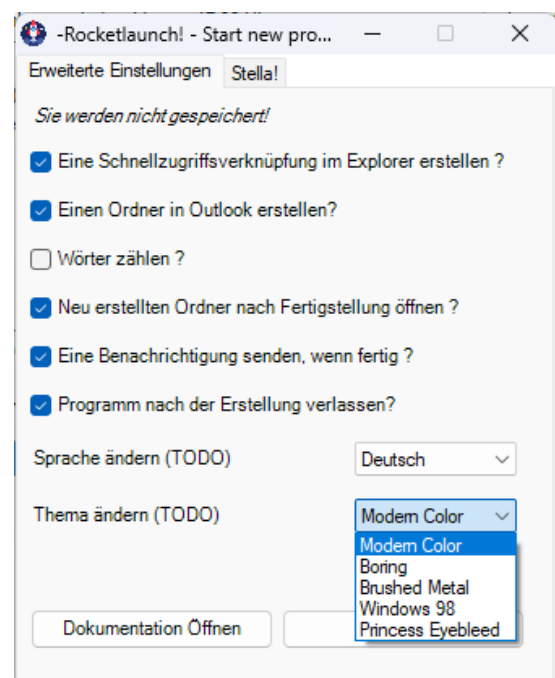 -Rocketlaunch! - Start new pro...
Erweiterte Einstellungen Stella!
Sie werden nicht gespeichert!
Eine Schnellzugriffsverknüpfung im Explorer erstellen ?
Einen Ordner in Outlook erstellen?
Wörter zählen ?
Neu erstellten Ordner nach Fertigstellung öffnen ?
Eine Benachrichtigung senden, wenn fertig ?
Programm nach der Erstellung verlassen?
Sprache ändern (TODO) Deutsch
Thema ändern (TODO) Modern Color
Modern Color
Boring
Brushed Metal
Windows 98
Princess Eyebleed
Dokumentation Öffnen